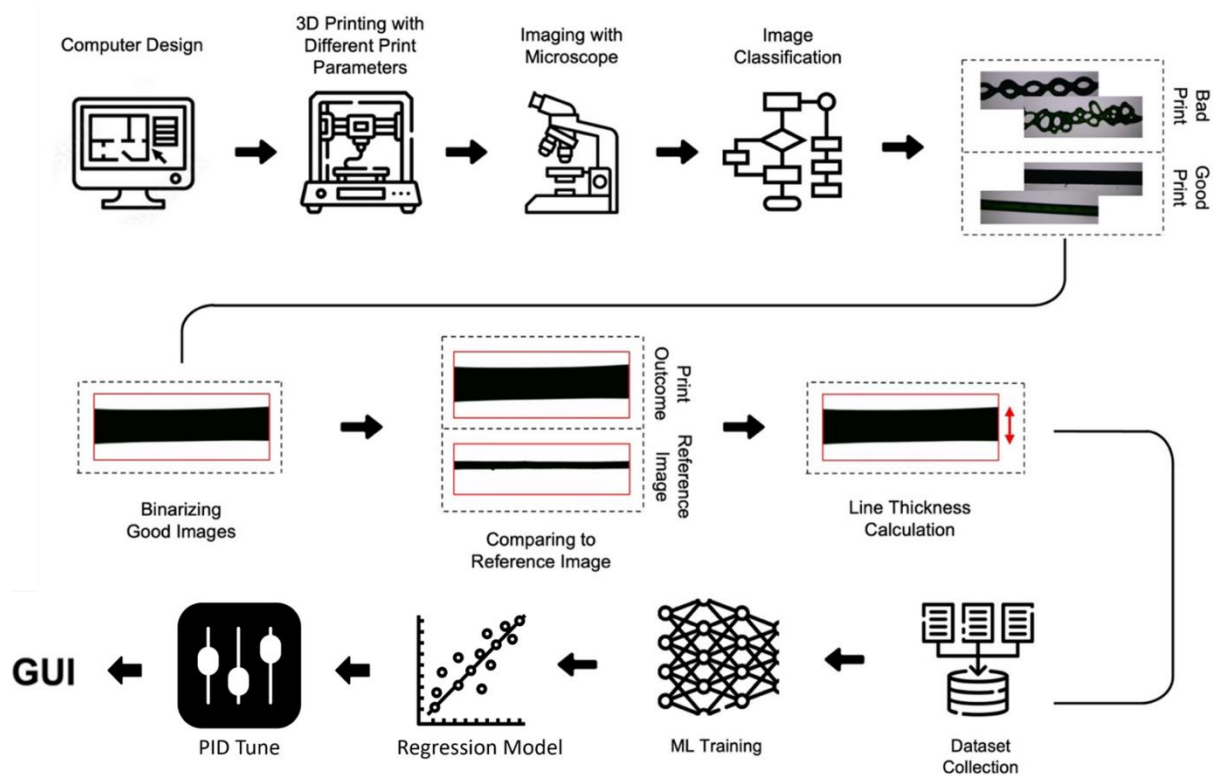 Computer Design
3D Printing with
Different Print
Parameters
Imaging with
Microscope
Image
Classification
Bad
Print
Good
Print
Binarizing
Good Images
Print
Outcome
Reference
Image
Comparing to
Reference Image
Line Thickness
Calculation
GUI
PID Tune
Regression Model
ML Training
Dataset
Collection